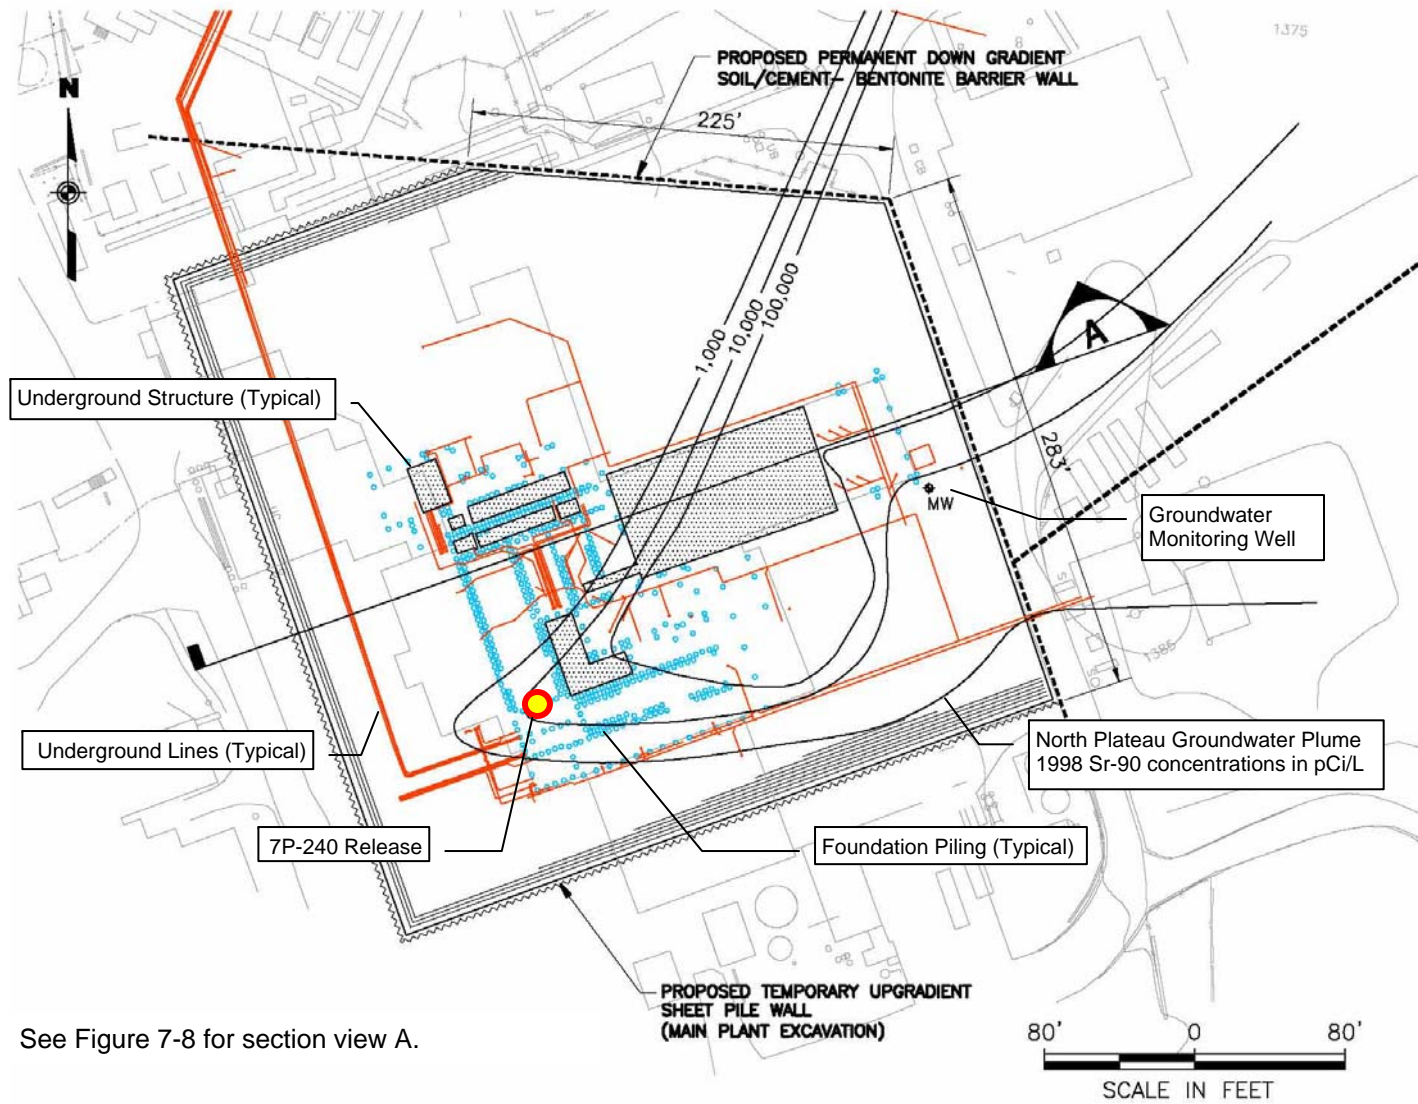 1375
PROPOSED PERMANENT DOWN GRADIENT
SOIL/CEMENT- BENTONITE BARRIER WALL
N
225'
1,000
10,000
100,000
A
Underground Structure (Typical)
283'
MW
Groundwater
Monitoring Well
1385
Underground Lines (Typical)
North Plateau Groundwater Plume
1998 Sr-90 concentrations in pCi/L
7P-240 Release
Foundation Piling (Typical)
PROPOSED TEMPORARY UPGRADIENT
SHEET PILE WALL
(MAIN PLANT EXCAVATION)
See Figure 7-8 for section view A.
80' 0 80'
SCALE IN FEET